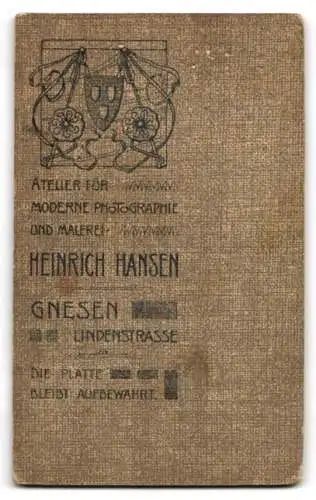 ATELIER FÜR
MODERNE PHOTOGRAPHIE
UND MALEREI
HEINRICH HANSEN
GNESEN
LINDENSTRASSE
DIE PLATTE
BLEIBT AUFBEWAHRT.